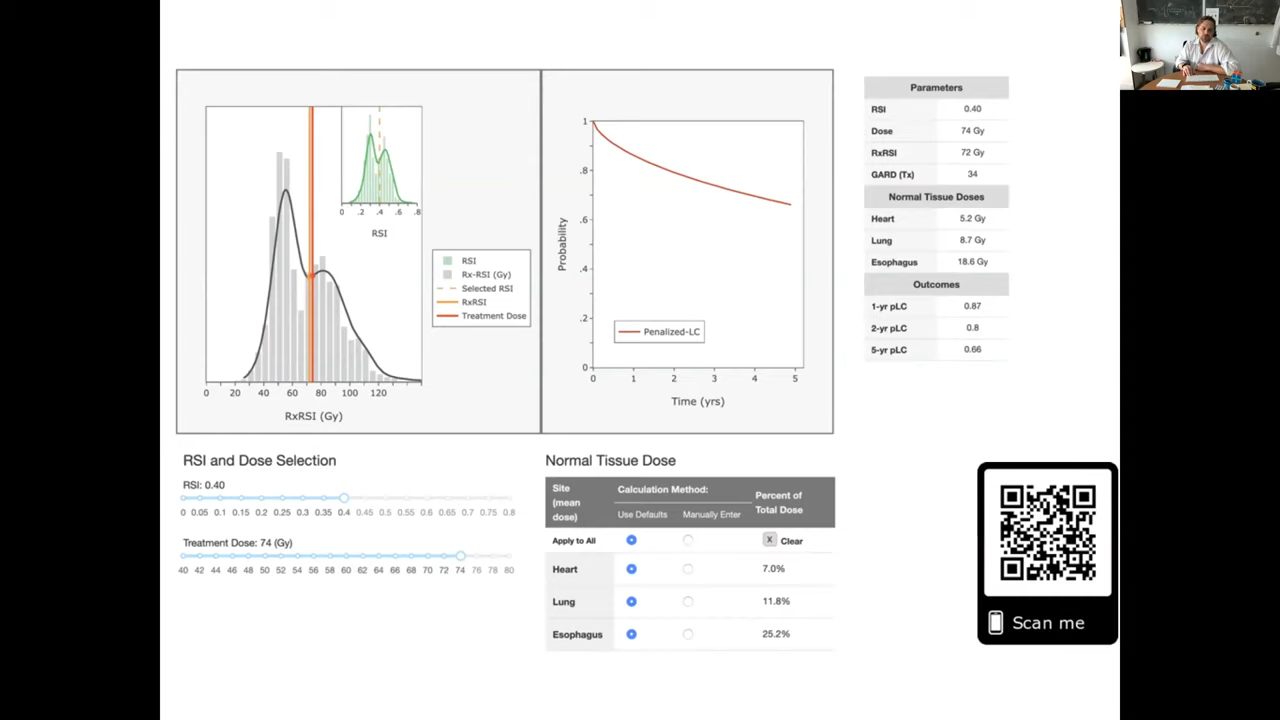 0 .2 .4 .6 .8
RSI
RSI
Rx-RSI (Gy)
Selected RSI
RxRSI
Treatment Dose
0 20 40 60 80 100 120
RxRSI (Gy)
1
.8
.6
.4
.2
0
Probability
Penalized-LC
0 1 2 3 4 5
Time (yrs)
Parameters
RSI 0.40
Dose 74 Gy
RxRSI 72 Gy
GARD (Tx) 34
Normal Tissue Doses
Heart 5.2 Gy
Lung 8.7 Gy
Esophagus 18.6 Gy
Outcomes
1-yr pLC 0.87
2-yr pLC 0.8
5-yr pLC 0.66
RSI and Dose Selection
RSI: 0.40
0 0.05 0.1 0.15 0.2 0.25 0.3 0.35 0.4 0.45 0.5 0.55 0.6 0.65 0.7 0.75 0.8
Treatment Dose: 74 (Gy)
40 42 44 46 48 50 52 54 56 58 60 62 64 66 68 70 72 74 76 78 80
Normal Tissue Dose
Site (mean dose)
Calculation Method:
Use Defaults Manually Enter
Percent of Total Dose
Apply to All X Clear
Heart 7.0%
Lung 11.8%
Esophagus 25.2%
Scan me